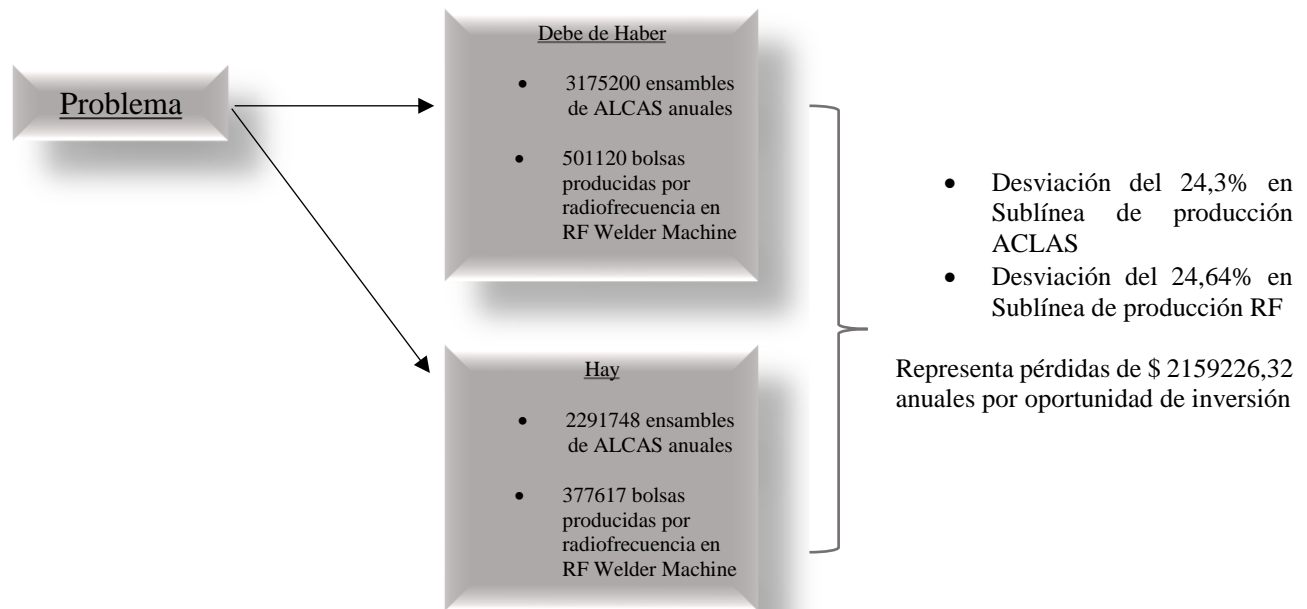 Problema
Debe de Haber
• 3175200 ensambles
de ALCAS anuales
• 501120 bolsas
producidas por
radiofrecuencia en
RF Welder Machine
Hay
• 2291748 ensambles
de ALCAS anuales
• 377617 bolsas
producidas por
radiofrecuencia en
RF Welder Machine
• Desviación del 24,3% en
Sublínea de producción
ACLAS
• Desviación del 24,64% en
Sublínea de producción RF
Representa pérdidas de $ 2159226,32
anuales por oportunidad de inversión